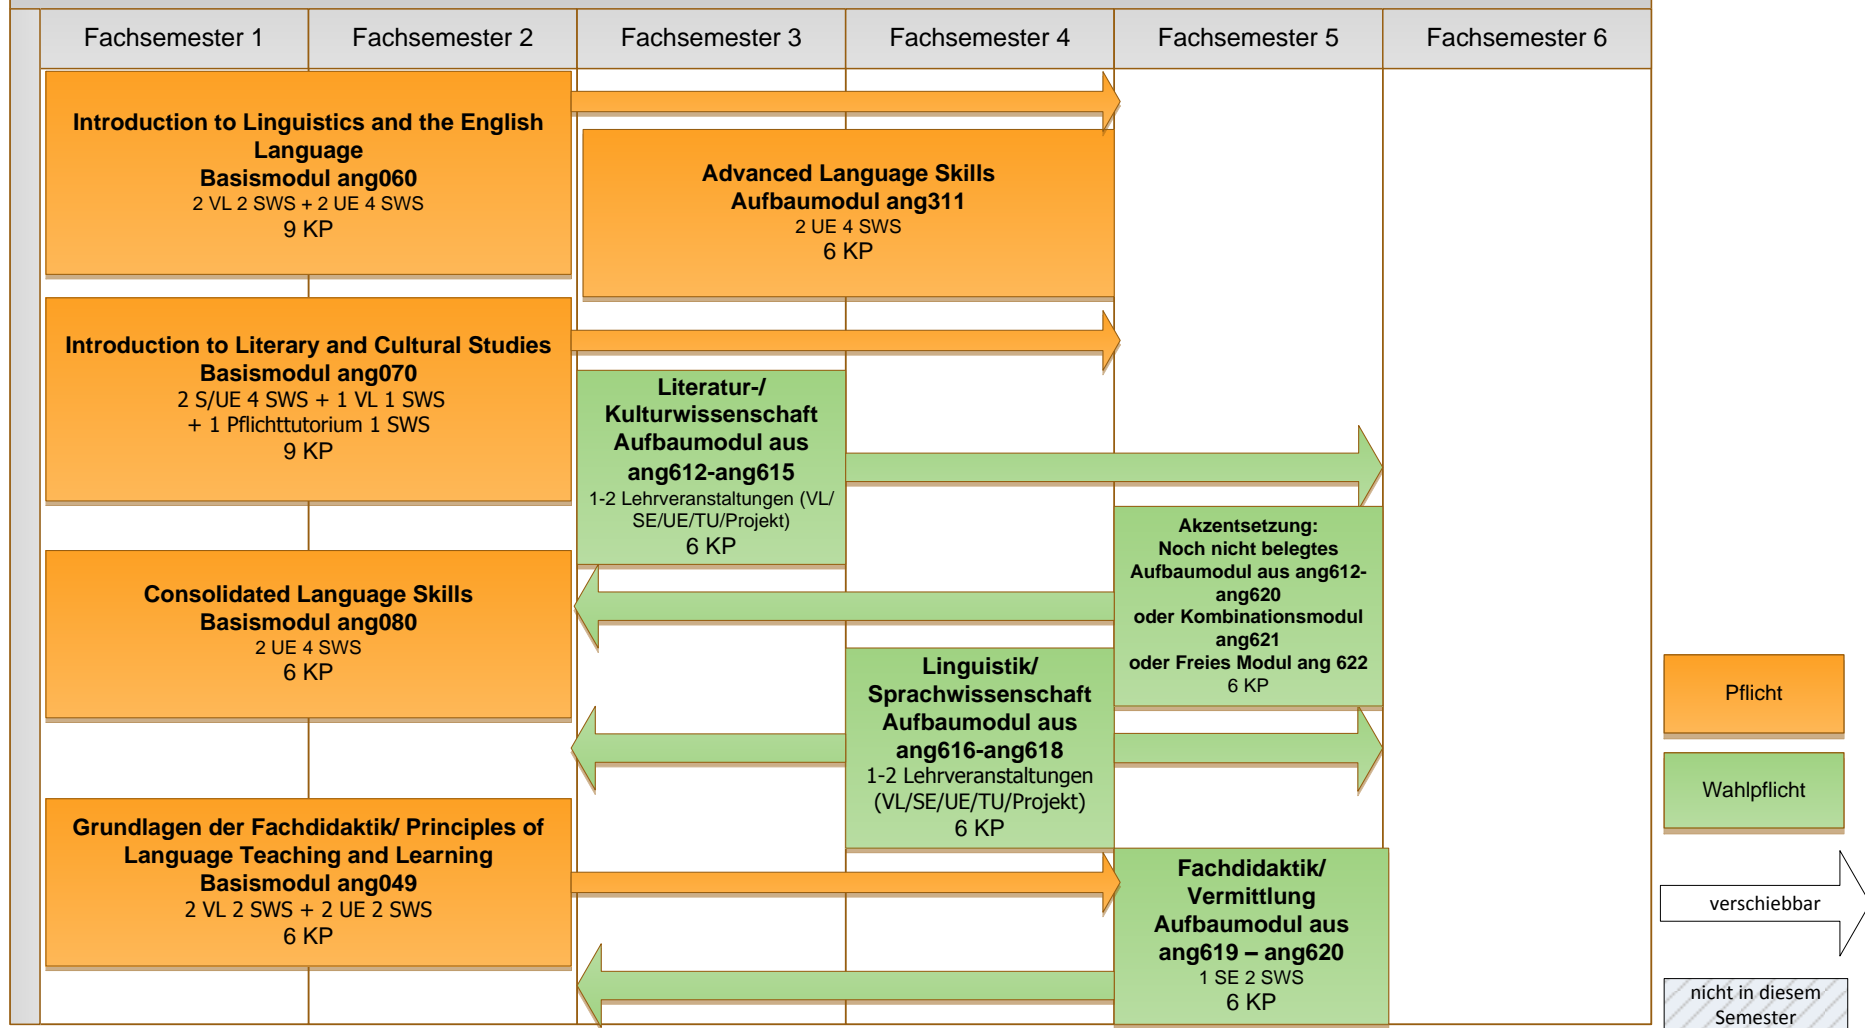 Fachsemester 1
Fachsemester 2
Fachsemester 3
Fachsemester 4
Fachsemester 5
Fachsemester 6
Introduction to Linguistics and the English
Language
Basismodul ang060
2 VL 2 SWS + 2 UE 4 SWS
9 KP
Advanced Language Skills
Aufbaumodul ang311
2 UE 4 SWS
6 KP
Introduction to Literary and Cultural Studies
Basismodul ang070
2 S/UE 4 SWS + 1 VL 1 SWS
+ 1 Pflichttutorium 1 SWS
9 KP
Literatur-/
Kulturwissenschaft
Aufbaumodul aus
ang612-ang615
1-2 Lehrveranstaltungen (VL/
SE/UE/TU/Projekt)
6 KP
Akzentsetzung:
Noch nicht belegtes
Aufbaumodul aus ang612-
ang620
oder Kombinationsmodul
ang621
oder Freies Modul ang 622
6 KP
Consolidated Language Skills
Basismodul ang080
2 UE 4 SWS
6 KP
Linguistik/
Sprachwissenschaft
Aufbaumodul aus
ang616-ang618
1-2 Lehrveranstaltungen
(VL/SE/UE/TU/Projekt)
6 KP
Grundlagen der Fachdidaktik/ Principles of
Language Teaching and Learning
Basismodul ang049
2 VL 2 SWS + 2 UE 2 SWS
6 KP
Fachdidaktik/
Vermittlung
Aufbaumodul aus
ang619 – ang620
1 SE 2 SWS
6 KP
Pflicht
Wahlpflicht
verschiebbar
nicht in diesem
Semester